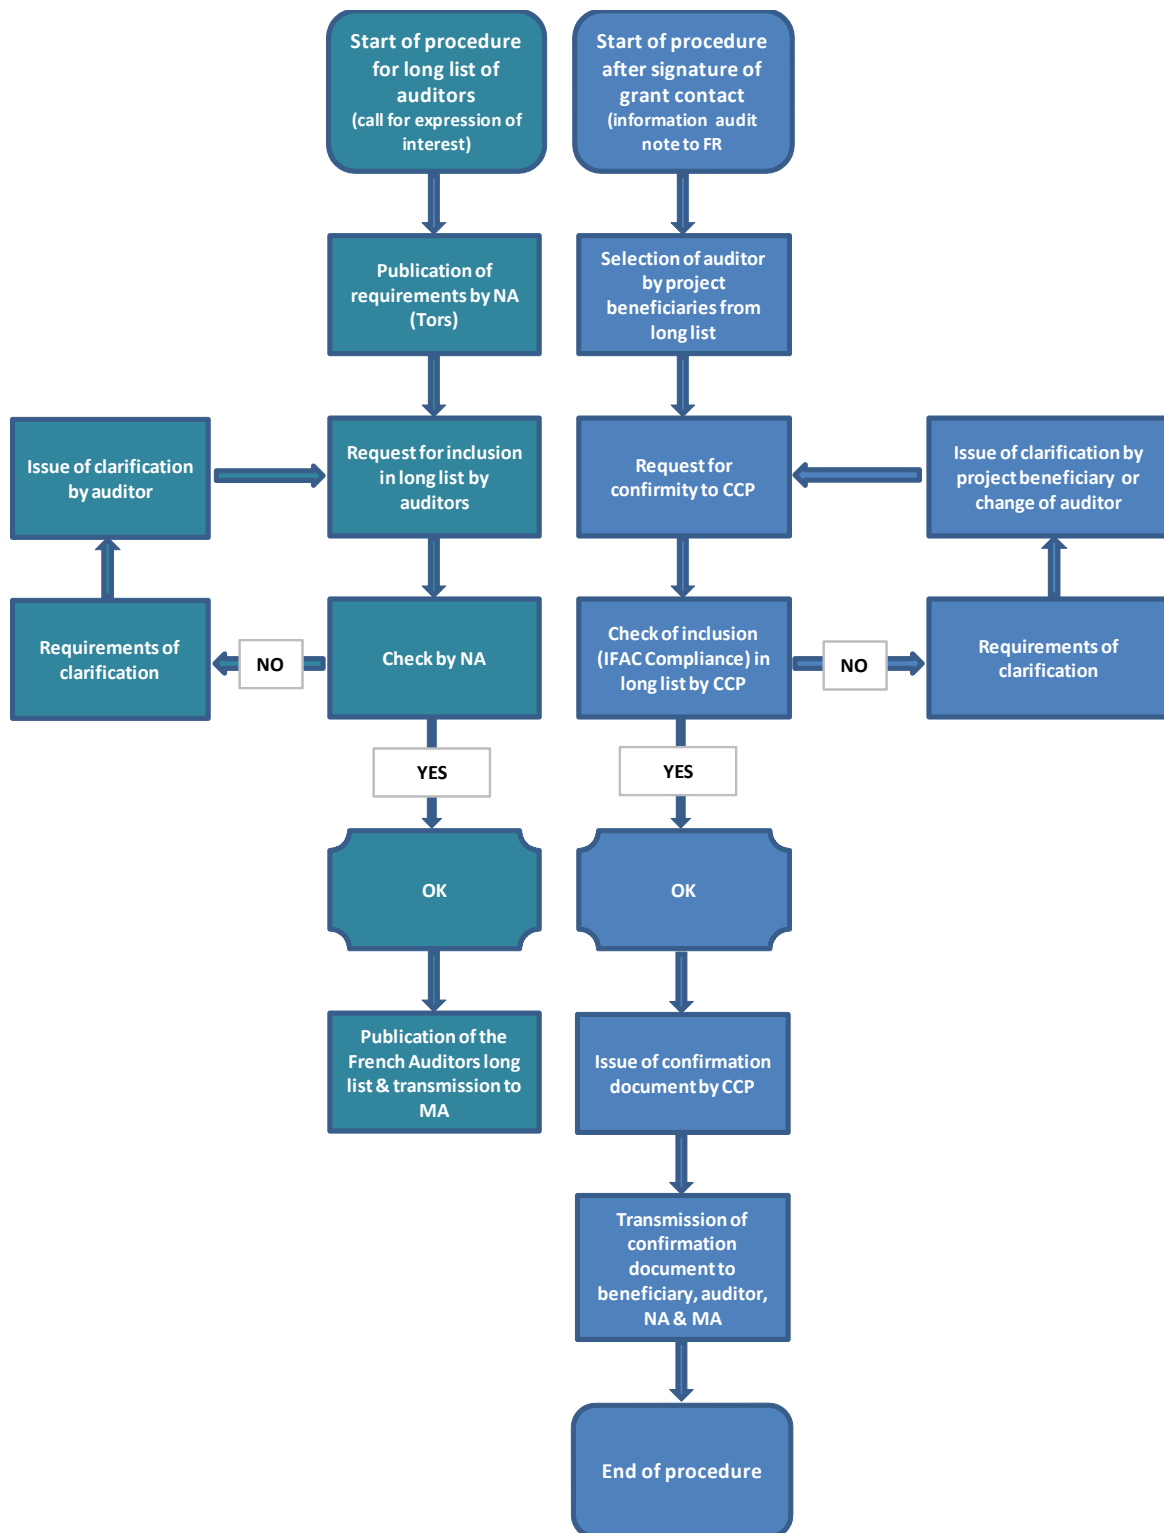 Start of procedure
for long list of
auditors
(call for expression of
interest)
Start of procedure
after signature of
grant contact
(information audit
note to FR
Publication of
requirements by NA
(Tors)
Selection of auditor
by project
beneficiaries from
long list
Issue of clarification
by auditor
Request for inclusion
in long list by
auditors
Request for
confirmity to CCP
Issue of clarification by
project beneficiary or
change of auditor
Requirements of
clarification
NO
Check by NA
Check of inclusion
(IFAC Compliance) in
long list by CCP
NO
Requirements of
clarification
YES
YES
OK
OK
Publication of the
French Auditors long
list & transmission to
MA
Issue of confirmation
document by CCP
Transmission of
confirmation
document to
beneficiary, auditor,
NA & MA
End of procedure